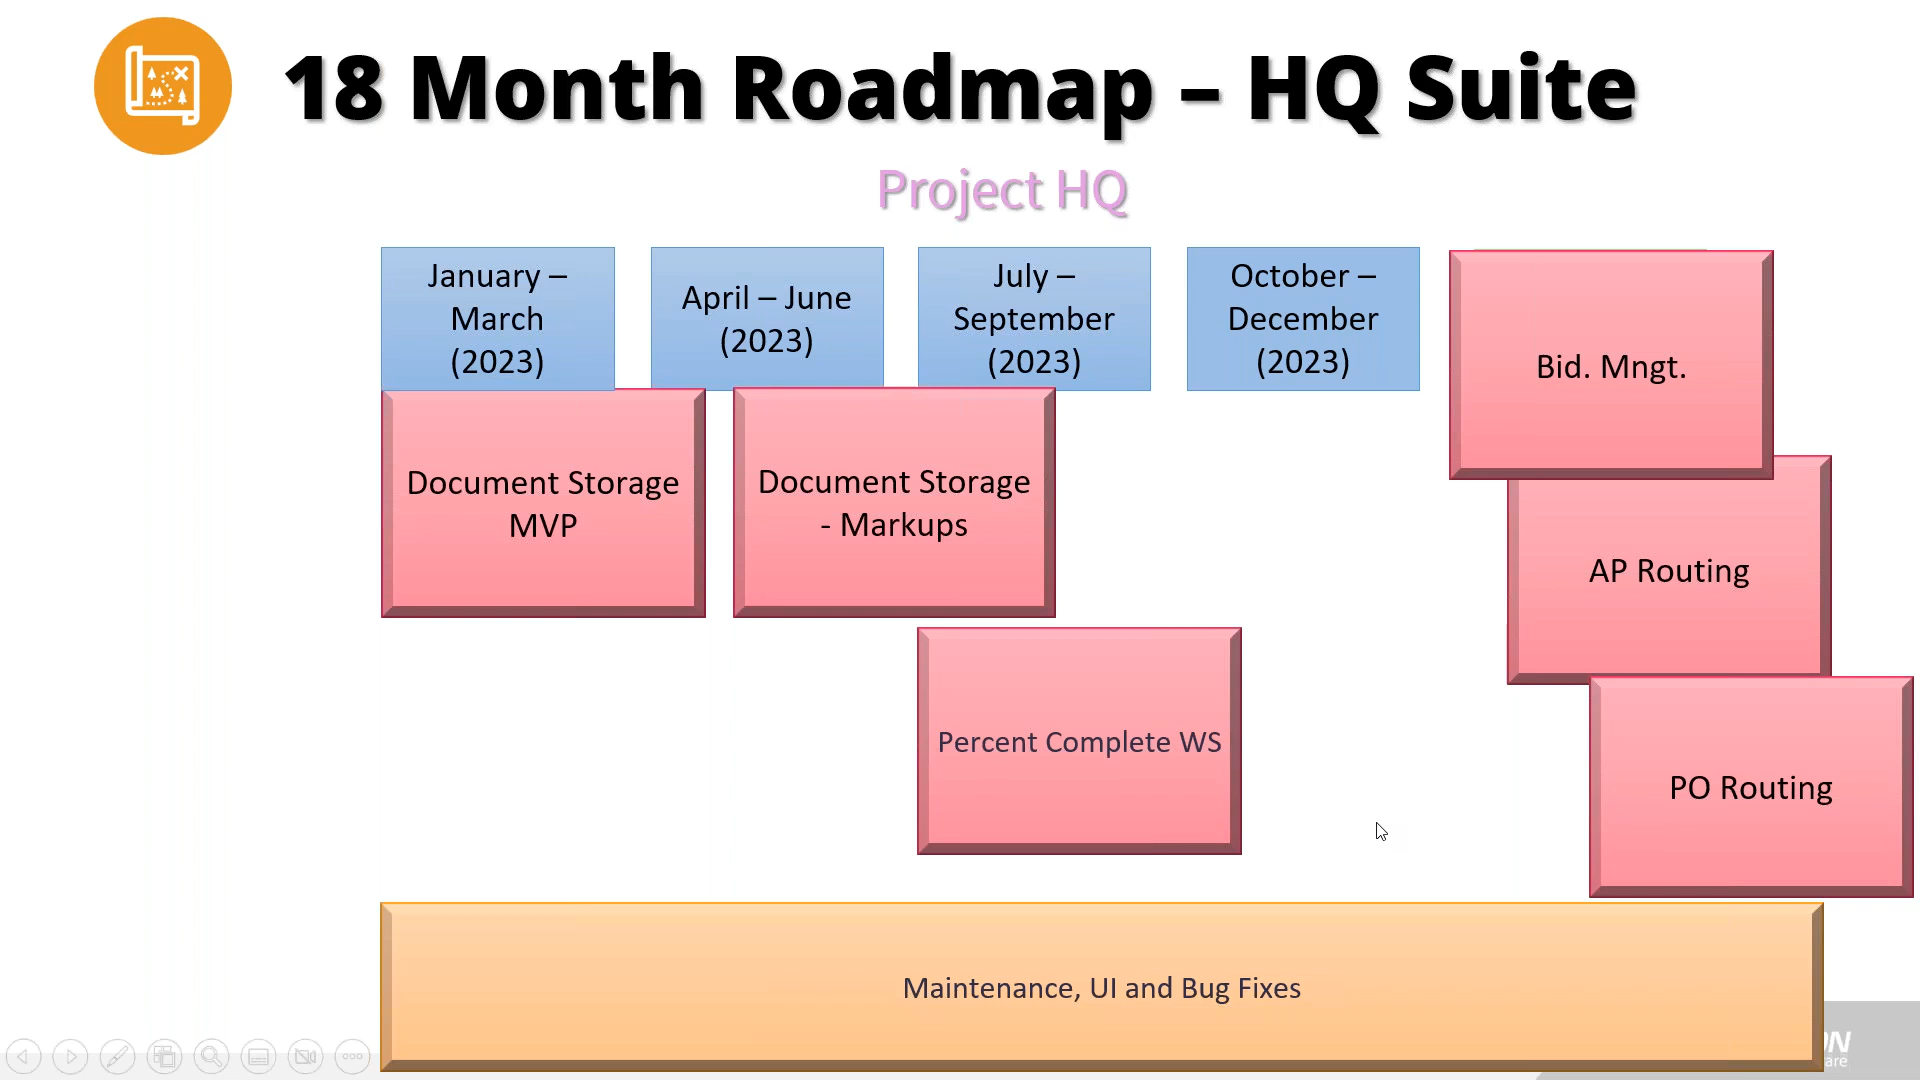 18 Month Roadmap – HQ Suite
Project HQ
January –
March
(2023)
April – June
(2023)
July –
September
(2023)
October –
December
(2023)
Bid. Mngt.
Document Storage
MVP
Document Storage
- Markups
AP Routing
Percent Complete WS
PO Routing
Maintenance, UI and Bug Fixes